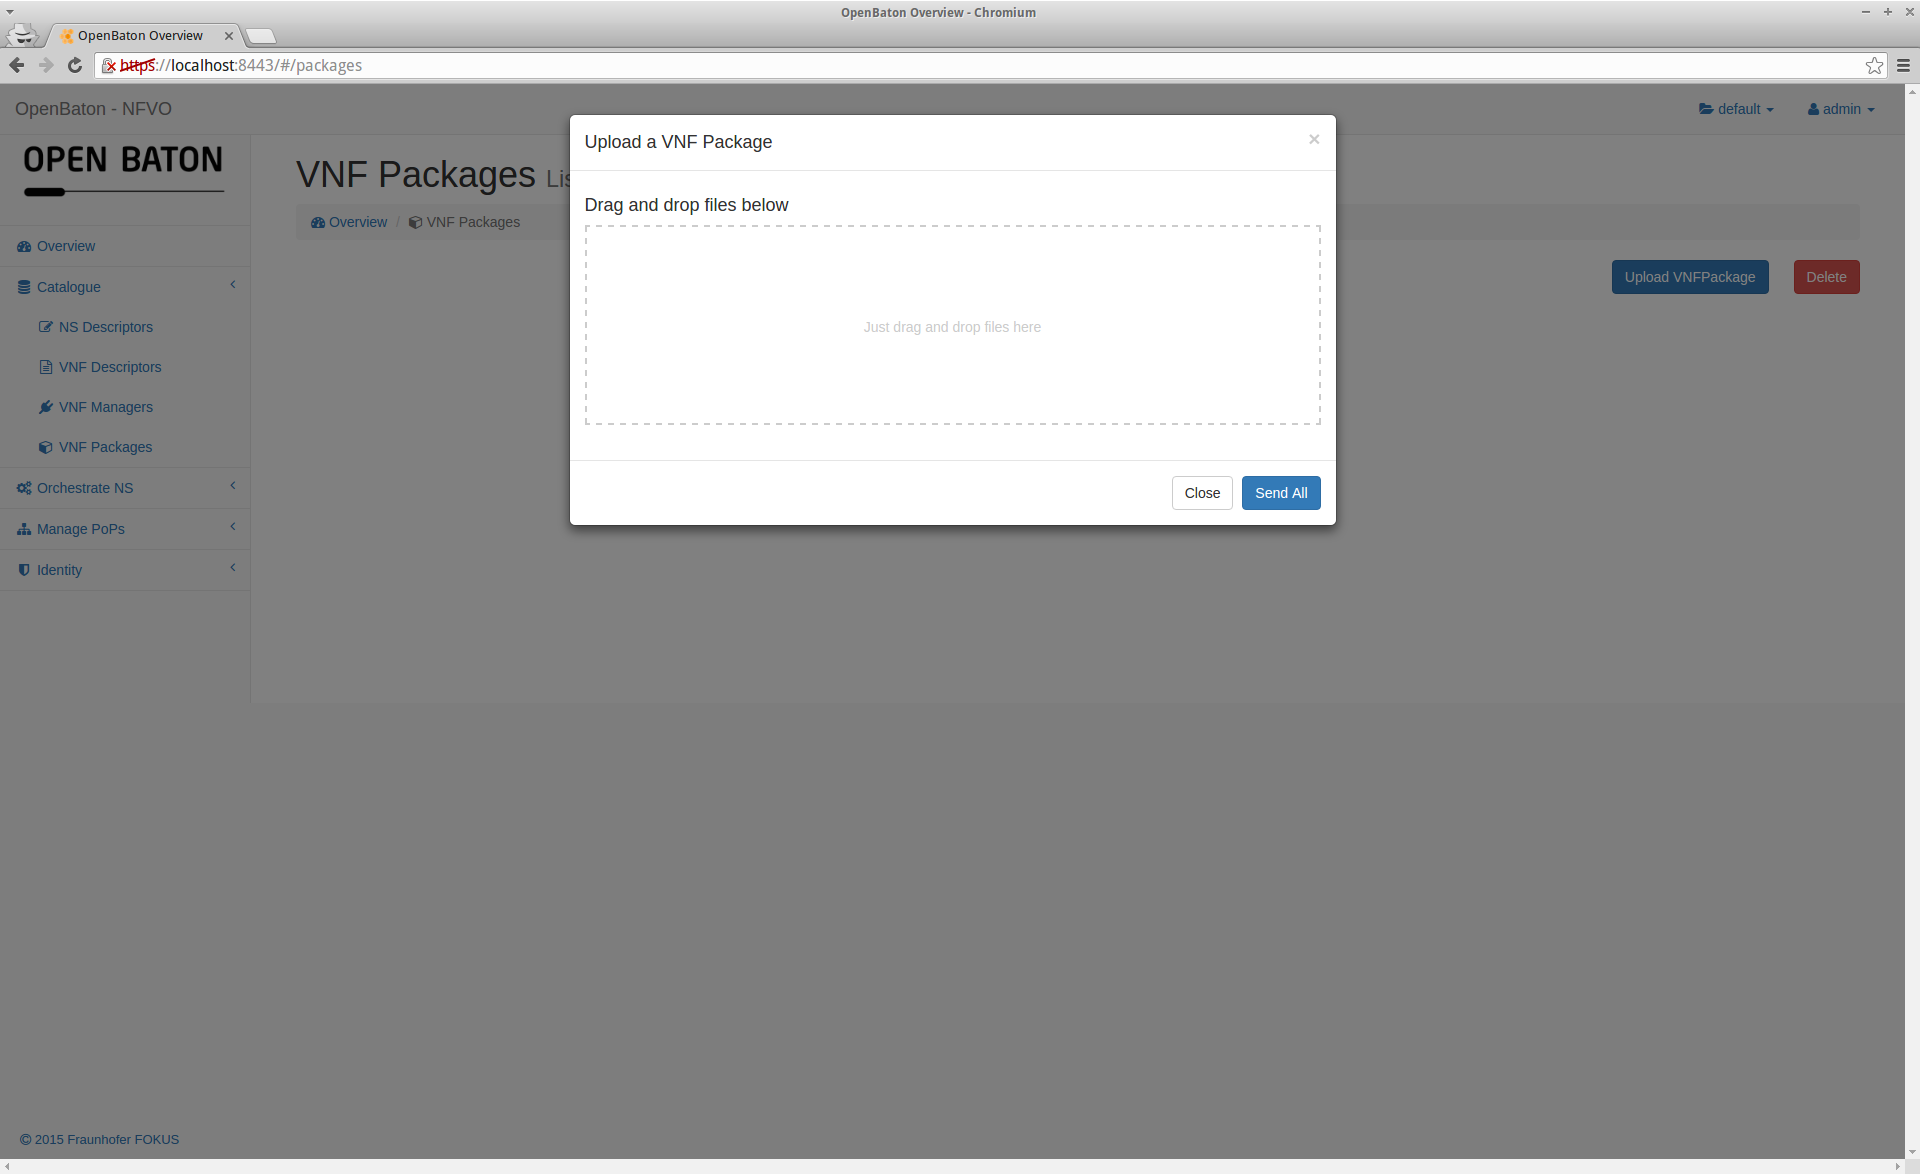 OpenBaton Overview - Chromium
OpenBaton Overview
https://localhost:8443/#/packages
OpenBaton - NFVO
default
admin
OPEN BATON
Overview
Catalogue
NS Descriptors
VNF Descriptors
VNF Managers
VNF Packages
Orchestrate NS
Manage PoPs
Identity
VNF Packages Lis
Overview / VNF Packages
Upload VNFPackage
Delete
Upload a VNF Package
×
Drag and drop files below
Just drag and drop files here
Close
Send All
© 2015 Fraunhofer FOKUS